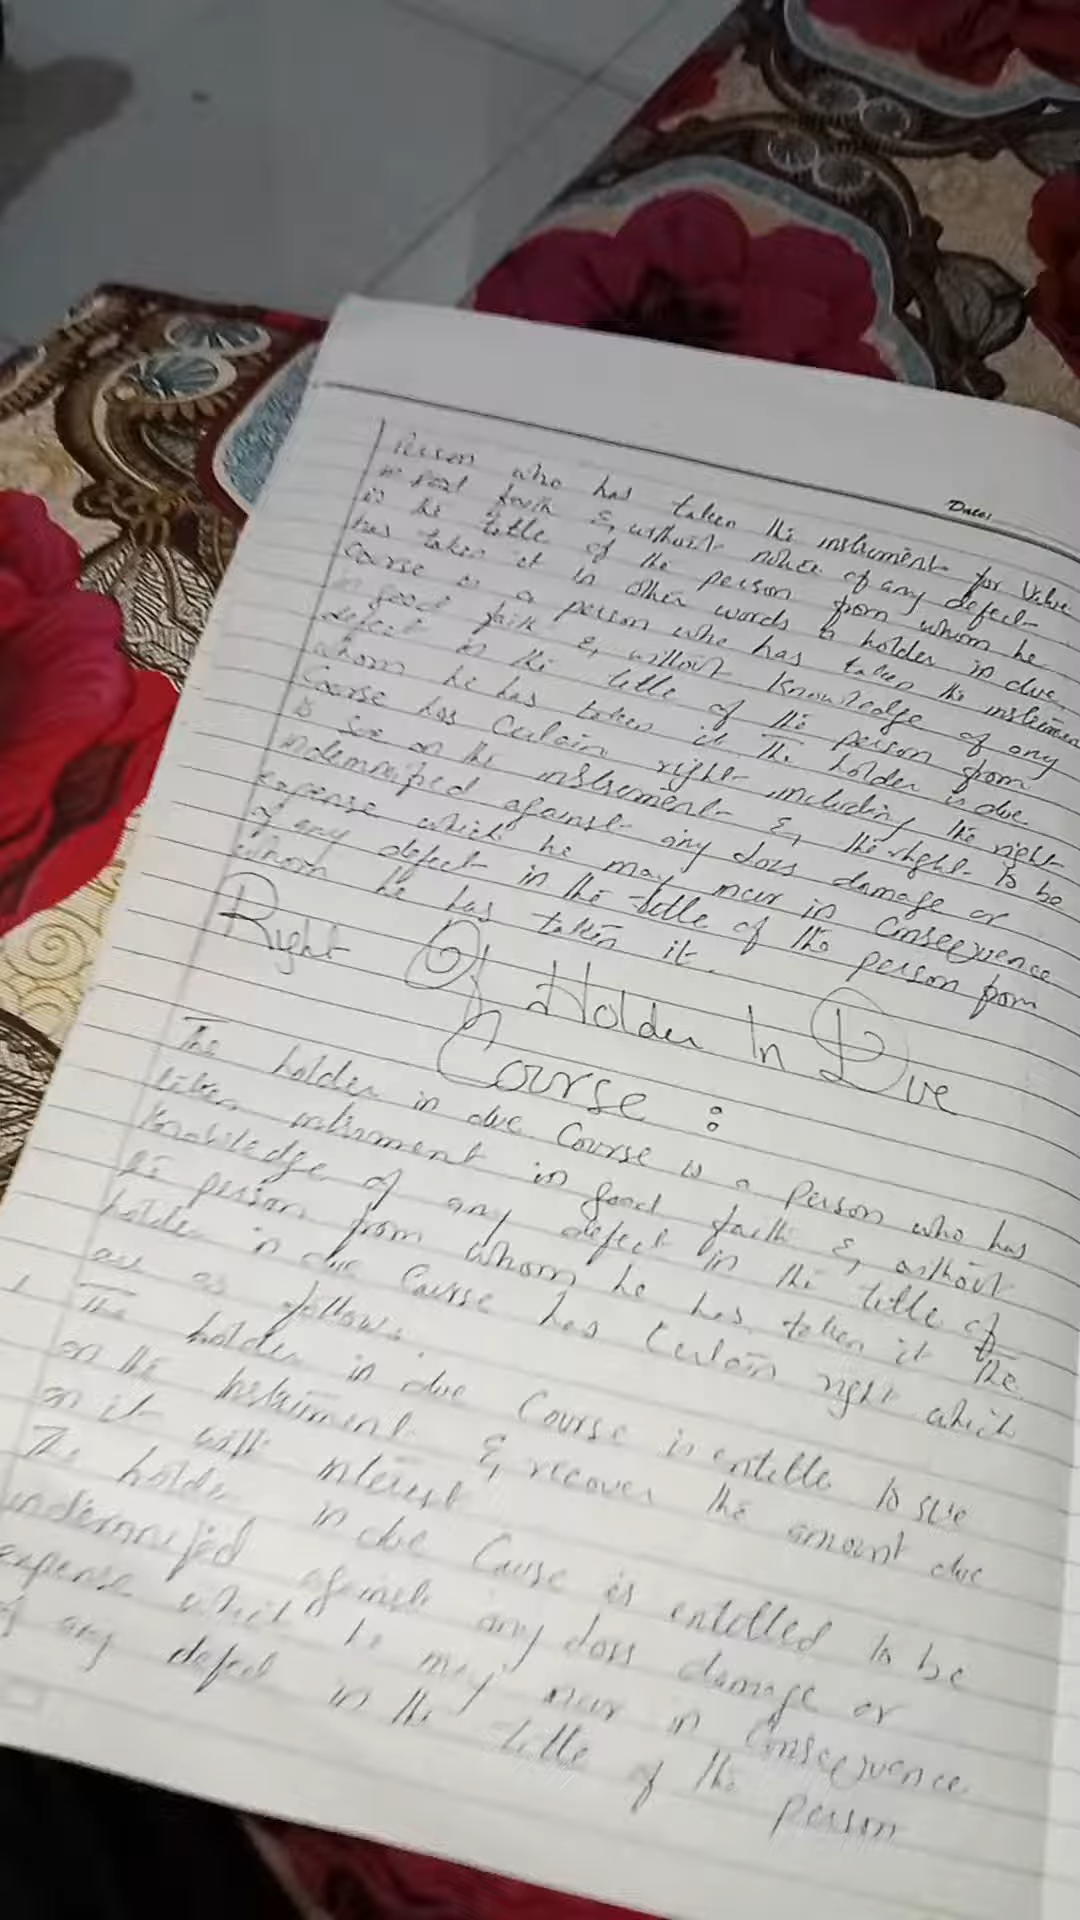 Date:
Person who has taken the instrument for Value
in good faith & without notice of any defect
in the title of the person from whom he
has taken it in other words a holder in due
Course is a person who has taken the instrument
in good faith & without Knowledge of any
defect in the title of the person from
whom he has taken it The holder in due
Course has Certain right including the right
to sue on the instrument & the right to be
indemnified against any loss damage or
expense which he may incur in Consequence
of any defect in the title of the person from
whom he has taken it.
Right Of Holder In Due
Course :
The holder in due Course is a Person who has
taken instrument in good faith & without
Knowledge of any defect in the title of
the person from whom he has taken it The
holder in due Course has Certain right which
are as follow:
1 The holder in due Course is entitle to sue
on the Instrument & recover the amount due
on it with interest
The holder in due Course is entitled to be
indemnified against any loss damage or
expense which he may incur in Consequence
of any defect in the title of the person